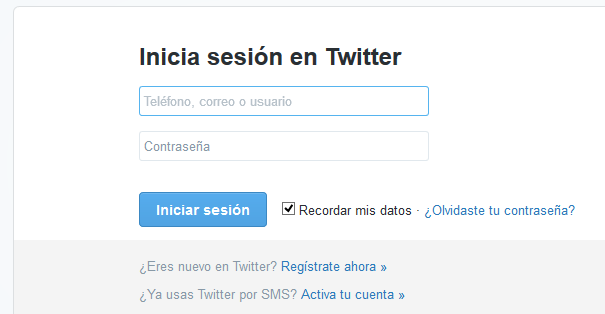 Inicia sesión en Twitter
Teléfono, correo o usuario
Contraseña
Iniciar sesión Recordar mis datos · ¿Olvidaste tu contraseña?
¿Eres nuevo en Twitter? Regístrate ahora »
¿Ya usas Twitter por SMS? Activa tu cuenta »